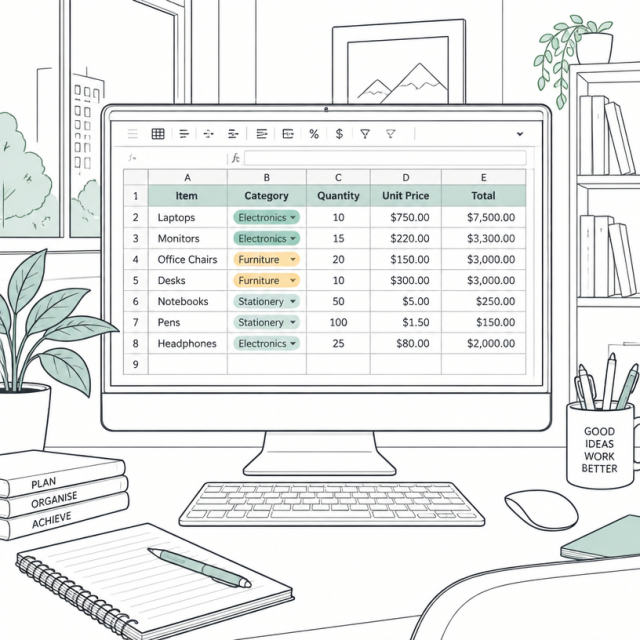 % $
fx
A B C D E
1 Item Category Quantity Unit Price Total
2 Laptops Electronics 10 $750.00 $7,500.00
3 Monitors Electronics 15 $220.00 $3,300.00
4 Office Chairs Furniture 20 $150.00 $3,000.00
5 Desks Furniture 10 $300.00 $3,000.00
6 Notebooks Stationery 50 $5.00 $250.00
7 Pens Stationery 100 $1.50 $150.00
8 Headphones Electronics 25 $80.00 $2,000.00
9
GOOD
IDEAS
WORK
BETTER
PLAN
ORGANISE
ACHIEVE